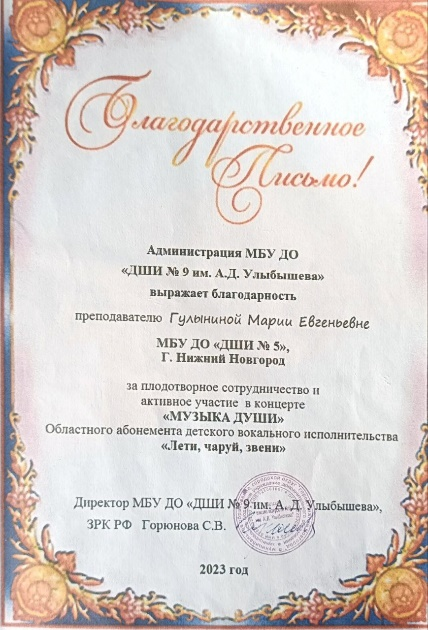 Благодарственное
Письмо!
Администрация МБУ ДО
«ДШИ № 9 им. А.Д. Улыбышева»
выражает благодарность
преподавателю Гулыниной Марии Евгеньевне
МБУ ДО «ДШИ № 5»,
Г. Нижний Новгород
за плодотворное сотрудничество и
активное участие в концерте
«МУЗЫКА ДУШИ»
Областного абонемента детского вокального исполнительства
«Лети, чаруй, звени»
Директор МБУ ДО «ДШИ № 9 им. А. Д. Улыбышева»,
ЗРК РФ Горюнова С.В.
2023 год